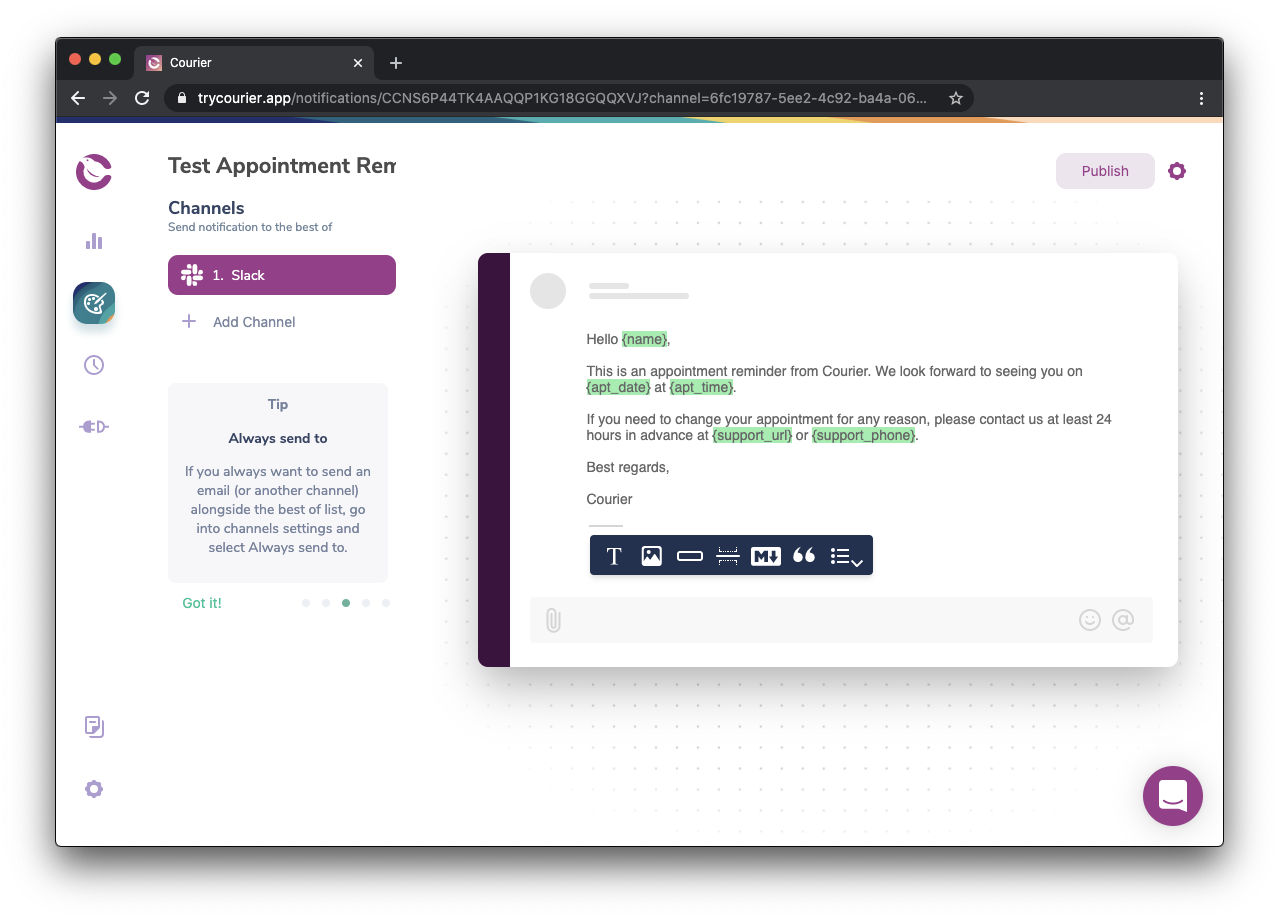 Courier
trycourier.app/notifications/CCNS6P44TK4AAQQP1KG18GGQQXVJ?channel=6fc19787-5ee2-4c92-ba4a-06...
Test Appointment Rem
Publish
Channels
Send notification to the best of
1. Slack
Add Channel
Tip
Always send to
If you always want to send an
email (or another channel)
alongside the best of list, go
into channels settings and
select Always send to.
Got it!
Hello {name},
This is an appointment reminder from Courier. We look forward to seeing you on
{apt_date} at {apt_time}.
If you need to change your appointment for any reason, please contact us at least 24
hours in advance at {support_url} or {support_phone}.
Best regards,
Courier
T
M